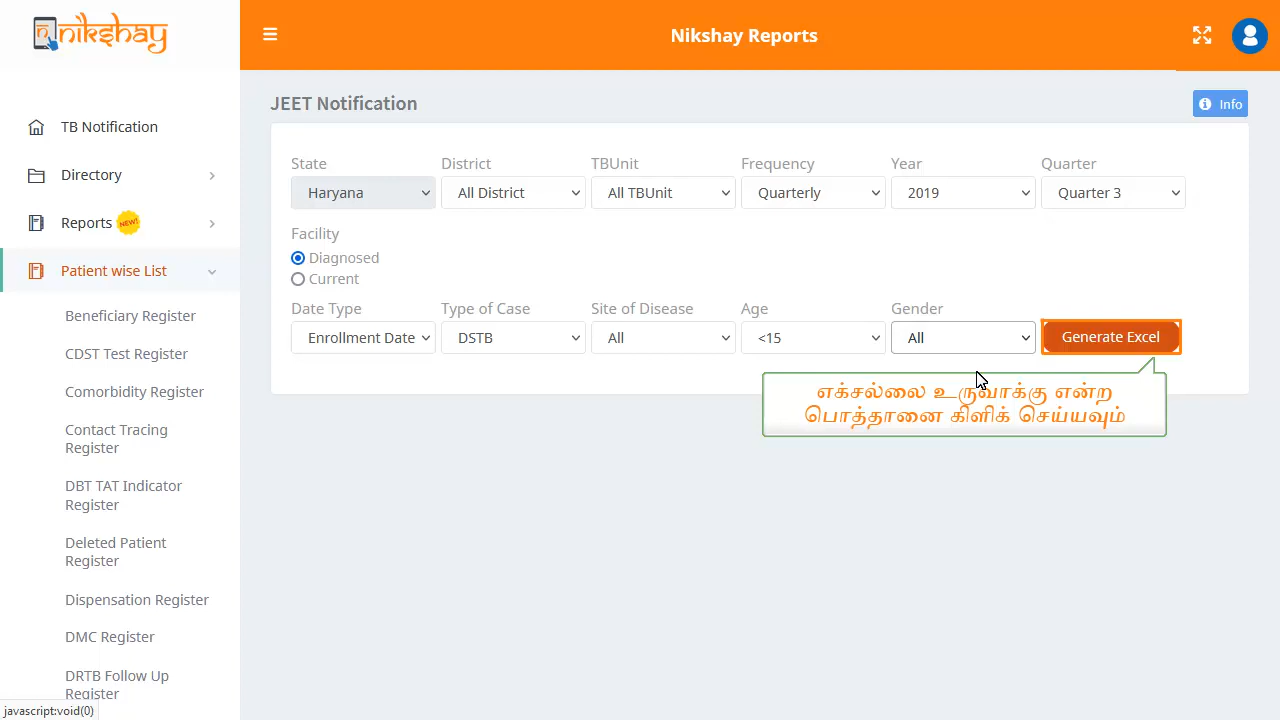 nikshay
Nikshay Reports
TB Notification
Directory
Reports NEW!
Patient wise List
Beneficiary Register
CDST Test Register
Comorbidity Register
Contact Tracing
Register
DBT TAT Indicator
Register
Deleted Patient
Register
Dispensation Register
DMC Register
DRTB Follow Up
Register
javascript:void(0)
JEET Notification
Info
State District TBUnit Frequency Year Quarter
Haryana All District All TBUnit Quarterly 2019 Quarter 3
Facility
Diagnosed
Current
Date Type Type of Case Site of Disease Age Gender
Enrollment Date DSTB All <15 All Generate Excel
எக்சல்லை உருவாக்கு என்ற
பொத்தானை கிளிக் செய்யவும்